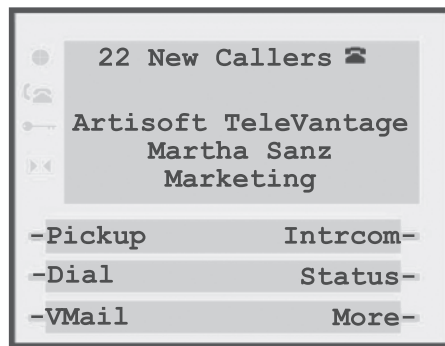 22 New Callers ☎
Artisoft TeleVantage
Martha Sanz
Marketing
-Pickup Intrcom-
-Dial Status-
-VMail More-